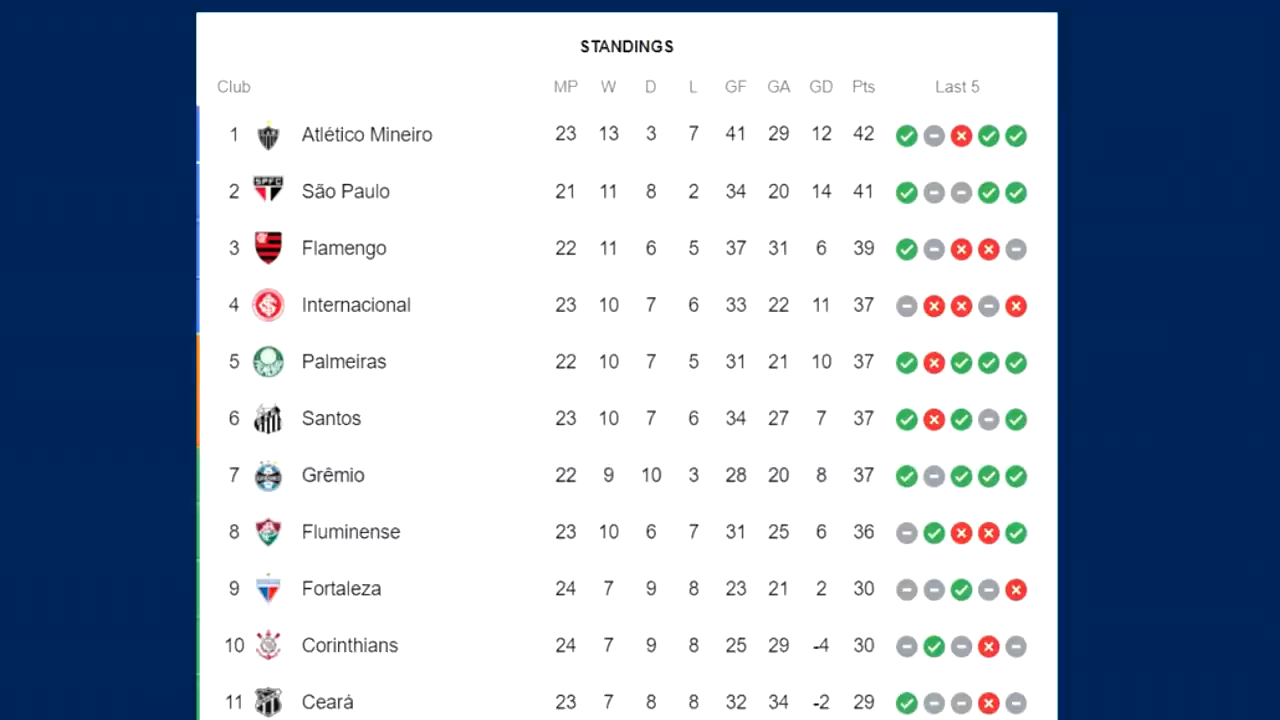 STANDINGS
Club MP W D L GF GA GD Pts Last 5
1 Atlético Mineiro 23 13 3 7 41 29 12 42
SPFC
2 São Paulo 21 11 8 2 34 20 14 41
3 Flamengo 22 11 6 5 37 31 6 39
4 Internacional 23 10 7 6 33 22 11 37
5 Palmeiras 22 10 7 5 31 21 10 37
6 Santos 23 10 7 6 34 27 7 37
7 Grêmio 22 9 10 3 28 20 8 37
8 Fluminense 23 10 6 7 31 25 6 36
9 Fortaleza 24 7 9 8 23 21 2 30
10 Corinthians 24 7 9 8 25 29 -4 30
11 Ceará 23 7 8 8 32 34 -2 29